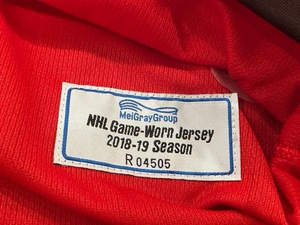 MeiGrayGroup
NHL Game-Worn Jersey
2018-19 Season
R 04505